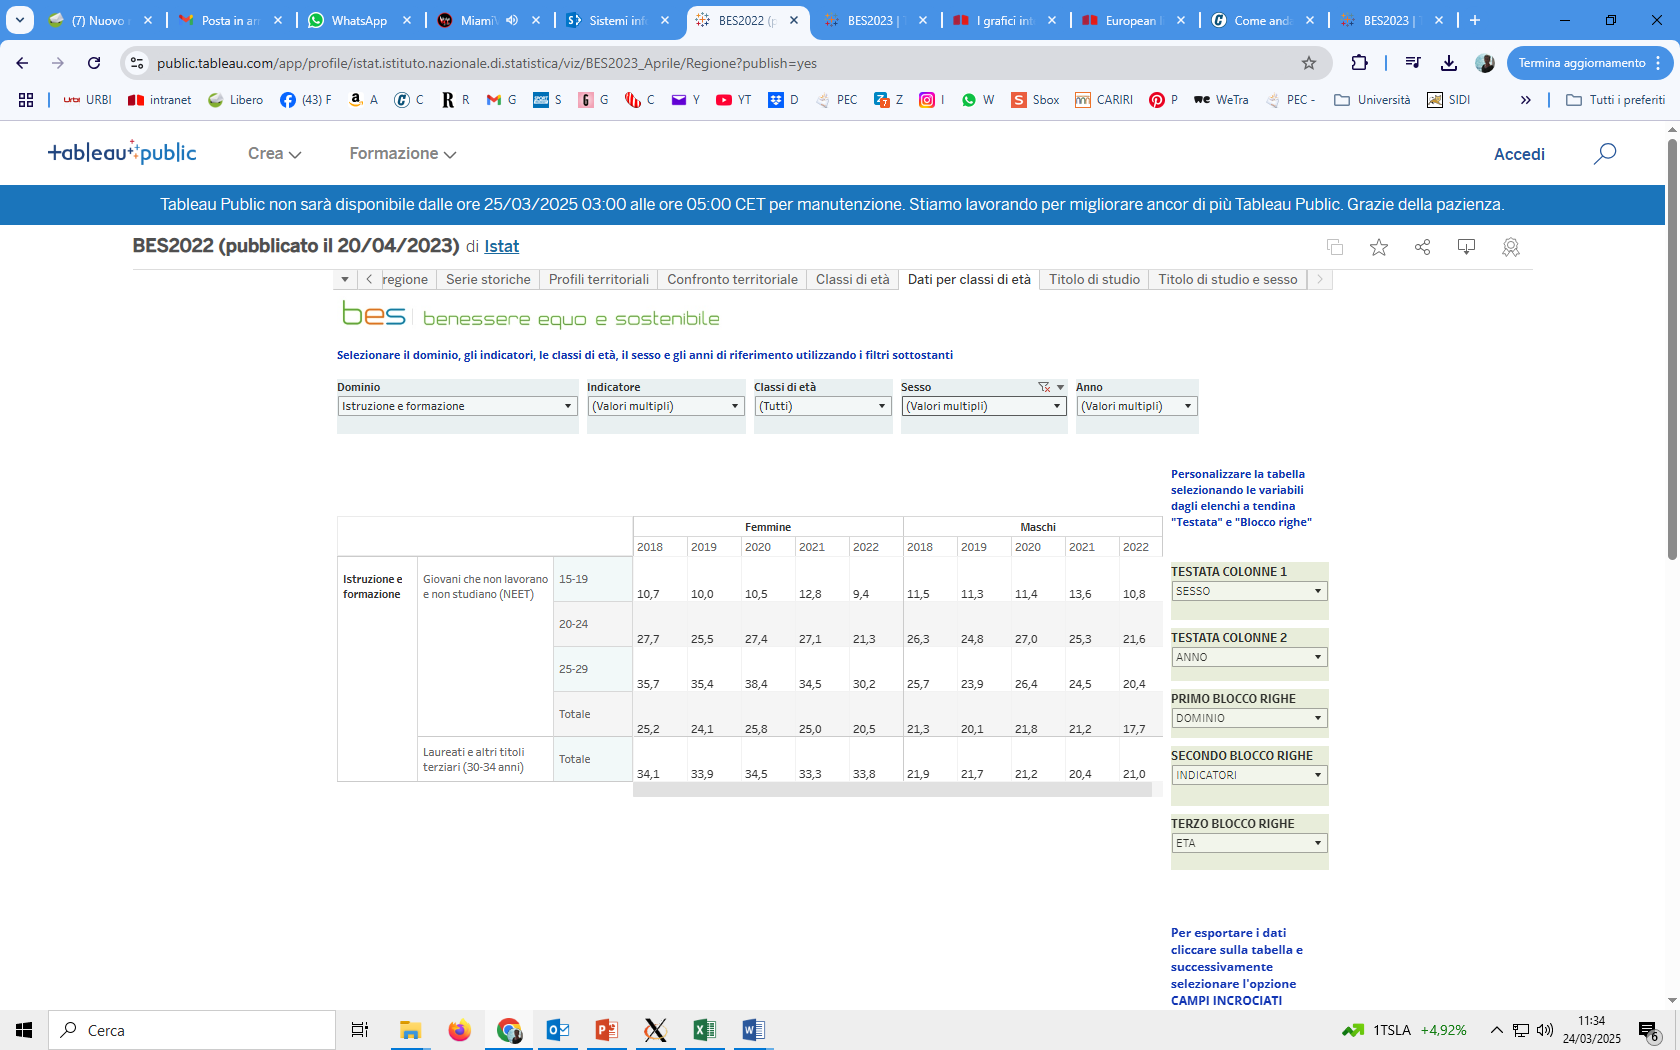 (7) Nuovo
Posta in ar
WhatsApp
Miami
Sistemi inf
BES2022 (p
BES2023 |
I grafici int
European
Come and
BES2023 |
public.tableau.com/app/profile/istat.istituto.nazionale.di.statistica/viz/BES2023_Aprile/Regione?publish=yes
Termina aggiornamento
URBI
intranet
Libero
(43) F
A
C
R
G
S
G
C
Y
YT
D
PEC
Z
I
W
Sbox
CARIRI
P
WeTra
PEC -
Università
SIDI
Tutti i preferiti
tableau public
Crea
Formazione
Accedi
Tableau Public non sarà disponibile dalle ore 25/03/2025 03:00 alle ore 05:00 CET per manutenzione. Stiamo lavorando per migliorare ancor di più Tableau Public. Grazie della pazienza.
BES2022 (pubblicato il 20/04/2023) di Istat
regione
Serie storiche
Profili territoriali
Confronto territoriale
Classi di età
Dati per classi di età
Titolo di studio
Titolo di studio e sesso
bes benessere equo e sostenibile
Selezionare il dominio, gli indicatori, le classi di età, il sesso e gli anni di riferimento utilizzando i filtri sottostanti
Dominio
Indicatore
Classi di età
Sesso
Anno
Istruzione e formazione
(Valori multipli)
(Tutti)
(Valori multipli)
(Valori multipli)
Personalizzare la tabella
selezionando le variabili
dagli elenchi a tendina
"Testata" e "Blocco righe"
Femmine
Maschi
2018 2019 2020 2021 2022 2018 2019 2020 2021 2022
Istruzione e
formazione
Giovani che non lavorano
e non studiano (NEET)
15-19
10,7 10,0 10,5 12,8 9,4 11,5 11,3 11,4 13,6 10,8
20-24
27,7 25,5 27,4 27,1 21,3 26,3 24,8 27,0 25,3 21,6
25-29
35,7 35,4 38,4 34,5 30,2 25,7 23,9 26,4 24,5 20,4
Totale
25,2 24,1 25,8 25,0 20,5 21,3 20,1 21,8 21,2 17,7
Laureati e altri titoli
terziari (30-34 anni)
Totale
34,1 33,9 34,5 33,3 33,8 21,9 21,7 21,2 20,4 21,0
TESTATA COLONNE 1
SESSO
TESTATA COLONNE 2
ANNO
PRIMO BLOCCO RIGHE
DOMINIO
SECONDO BLOCCO RIGHE
INDICATORI
TERZO BLOCCO RIGHE
ETA
Per esportare i dati
cliccare sulla tabella e
successivamente
selezionare l'opzione
CAMPI INCROCIATI
Cerca
1TSLA +4,92%
11:34
24/03/2025
6